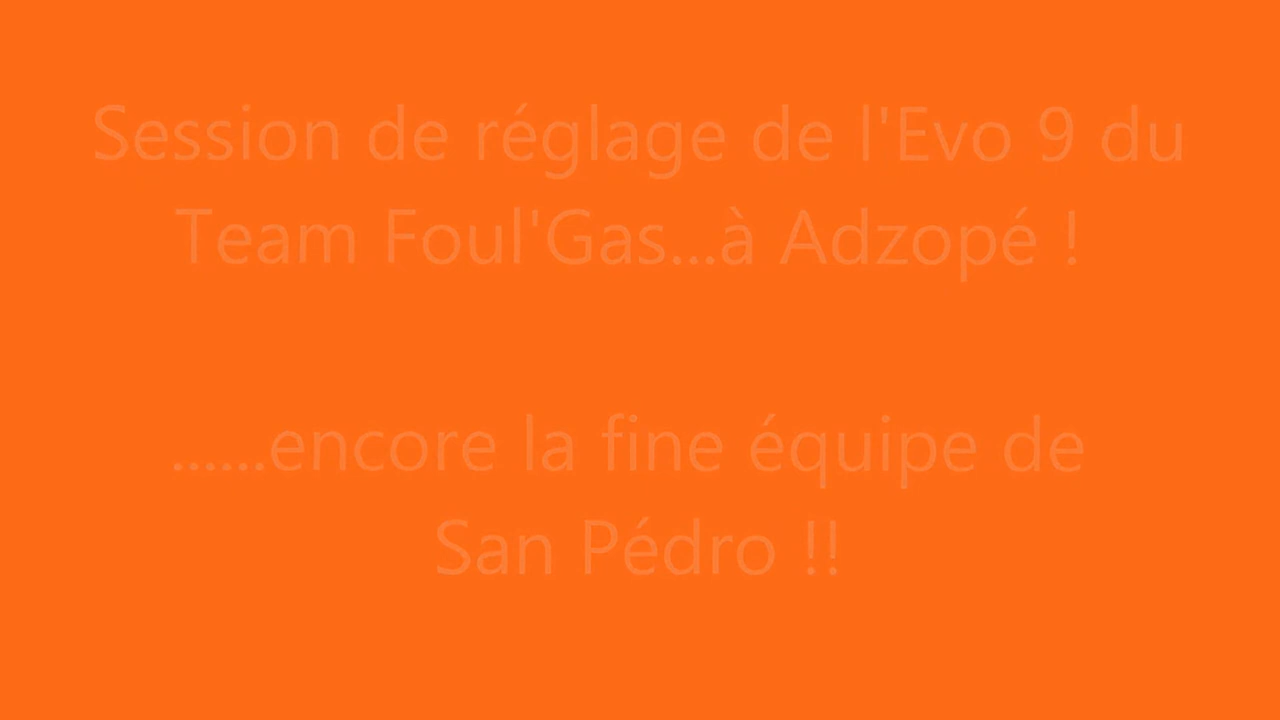 Session de réglage de l'Evo 9 du
Team Foul'Gas...à Adzopé !
......encore la fine équipe de
San Pédro !!